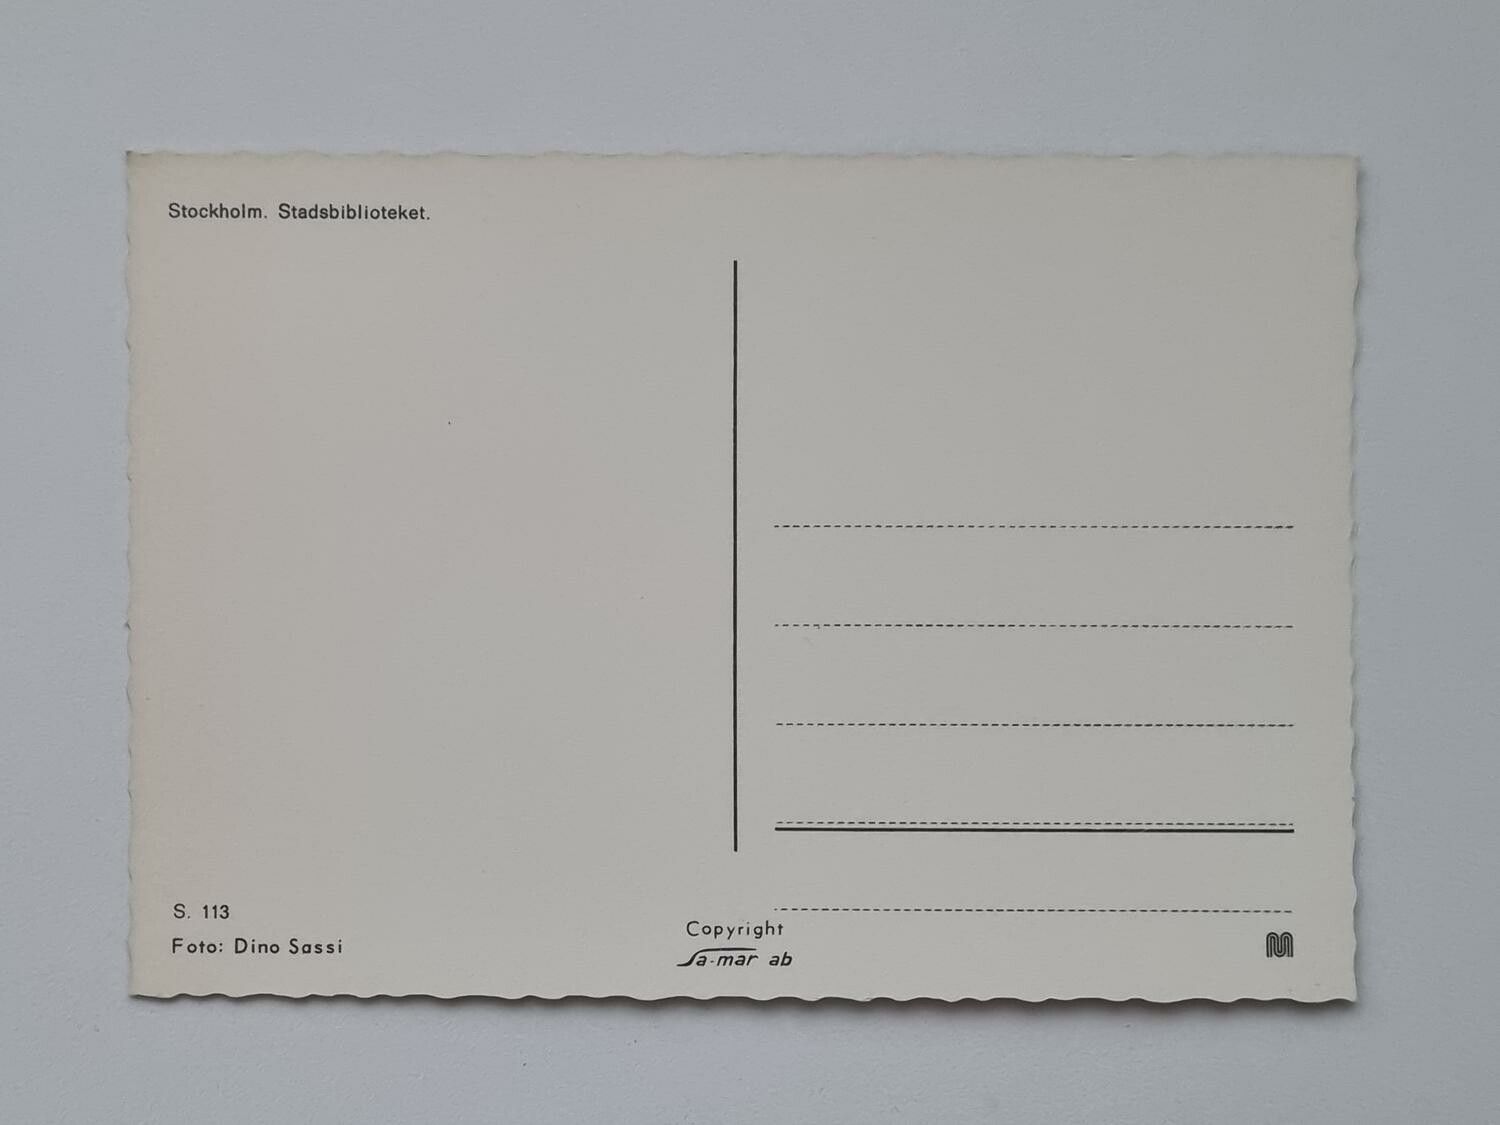 Stockholm. Stadsbiblioteket.
S. 113
Foto: Dino Sassi
Copyright
Sa-mar ab
M